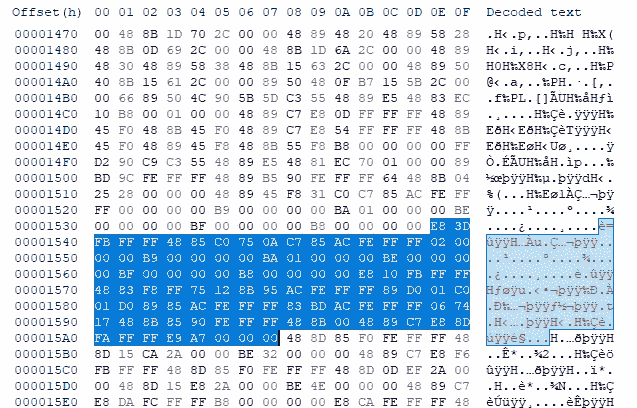 Offset(h) 00 01 02 03 04 05 06 07 08 09 0A 0B 0C 0D 0E 0F Decoded text
00001470 00 48 8B 1D 70 2C 00 00 48 89 48 20 48 89 58 28 .H‹.p,..H‰H H‰X(
00001480 48 8B 0D 69 2C 00 00 48 8B 1D 6A 2C 00 00 48 89 H‹.i,..H‹.j,..H‰
00001490 48 30 48 89 58 38 48 8B 15 63 2C 00 00 48 89 50 H0H‰X8H‹.c,..H‰P
000014A0 40 8B 15 61 2C 00 00 89 50 48 0F B7 15 5B 2C 00 @‹.a,..‰PH.·.[,.
000014B0 00 66 89 50 4C 90 5B 5D C3 55 48 89 E5 48 83 EC .f‰PL.[]ÃUH‰åHƒì
000014C0 10 B8 00 01 00 00 48 89 C7 E8 0D FF FF FF 48 89 .¸....H‰Çè.ÿÿÿH‰
000014D0 45 F0 48 8B 45 F0 48 89 C7 E8 54 FF FF FF 48 8B EðH‹EðH‰ÇèTÿÿÿH‹
000014E0 45 F0 48 89 45 F8 48 8B 55 F8 B8 00 00 00 00 FF EðH‰EøH‹Uø¸....ÿ
000014F0 D2 90 C9 C3 55 48 89 E5 48 81 EC 70 01 00 00 89 Ò.ÉÃUH‰åH.ìp...‰
00001500 BD 9C FE FF FF 48 89 B5 90 FE FF FF 64 48 8B 04 ½œþÿÿH‰µ.þÿÿdH‹.
00001510 25 28 00 00 00 48 89 45 F8 31 C0 C7 85 AC FE FF %(...H‰Eø1ÀÇ…¬þÿ
00001520 FF 00 00 00 00 B9 00 00 00 00 BA 01 00 00 00 BE ÿ....¹....º....¾
00001530 00 00 00 00 BF 00 00 00 00 B8 00 00 00 00 E8 3D ....¿....¸....è=
00001540 FB FF FF 48 85 C0 75 0A C7 85 AC FE FF FF 02 00 ûÿÿH…Àu.Ç…¬þÿÿ..
00001550 00 00 B9 00 00 00 00 BA 01 00 00 00 BE 00 00 00 ..¹....º....¾...
00001560 00 BF 00 00 00 00 B8 00 00 00 00 E8 10 FB FF FF .¿....¸....è.ûÿÿ
00001570 48 83 F8 FF 75 12 8B 95 AC FE FF FF 89 D0 01 C0 Hƒøÿu.‹•¬þÿÿ‰Ð.À
00001580 01 D0 89 85 AC FE FF FF 83 BD AC FE FF FF 06 74 .Љ…¬þÿÿƒ½¬þÿÿ.t
00001590 17 48 8B 85 90 FE FF FF 48 8B 00 48 89 C7 E8 8D .H‹….þÿÿH‹.H‰Çè.
000015A0 FA FF FF E9 A7 00 00 00 48 8D 85 F0 FE FF FF 48 úÿÿé§...H.…ðþÿÿH
000015B0 8D 15 CA 2A 00 00 BE 32 00 00 00 48 89 C7 E8 F6 ..Ê*..¾2...H‰Çèö
000015C0 FB FF FF 48 8D 85 F0 FE FF FF 48 8D 0D EF 2A 00 ûÿÿH.…ðþÿÿH..ï*.
000015D0 00 48 8D 15 E8 2A 00 00 BE 4E 00 00 00 48 89 C7 .H..è*..¾N...H‰Ç
000015E0 E8 DA FC FF FF B8 00 00 00 00 E8 CA FE FF FF 48 èÚüÿÿ¸....èÊþÿÿH